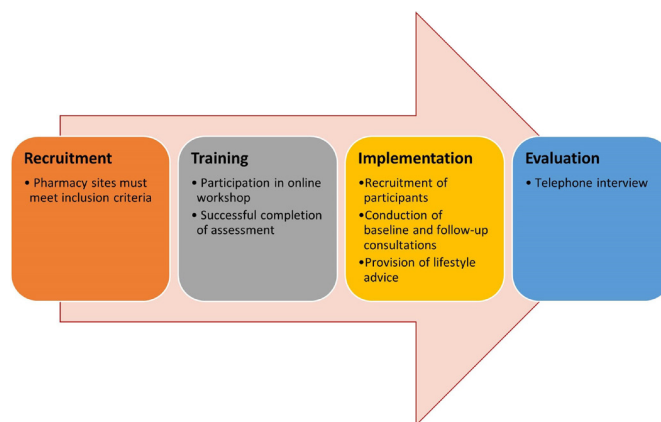 Recruitment
• Pharmacy sites must
meet inclusion criteria
Training
• Participation in online
workshop
• Successful completion
of assessment
Implementation
•Recruitment of
participants
•Conduction of
baseline and follow-up
consultations
•Provision of lifestyle
advice
Evaluation
• Telephone interview